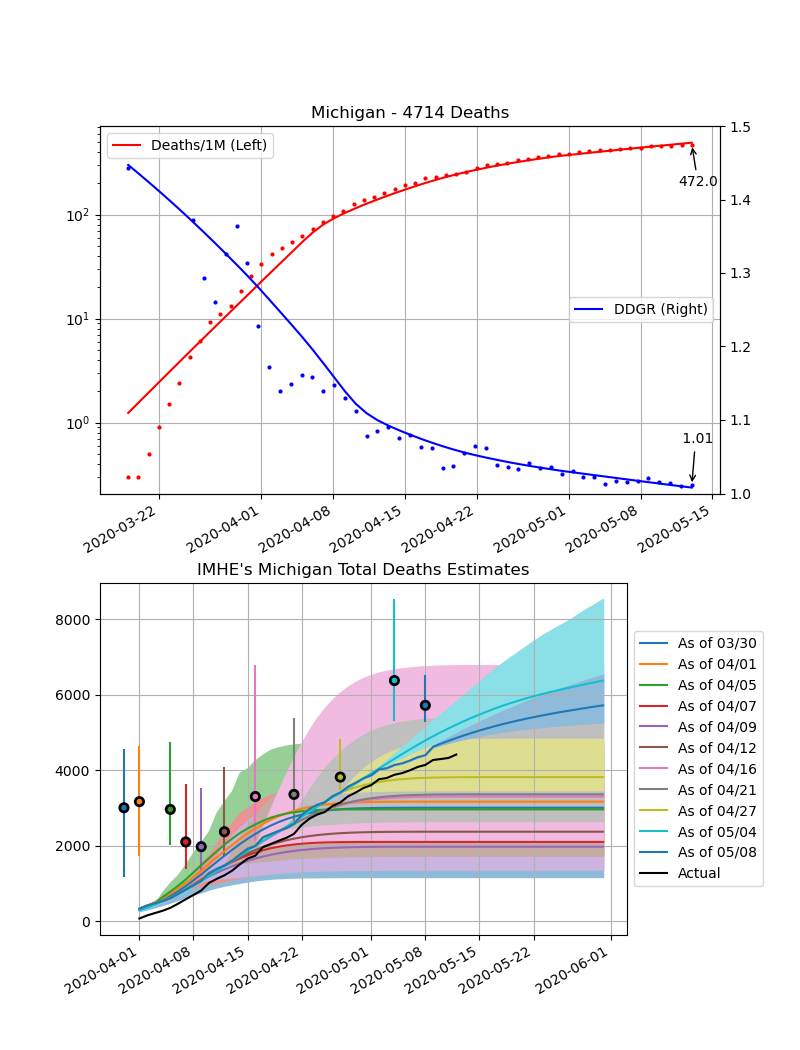 Michigan - 4714 Deaths
Deaths/1M (Left)
DDGR (Right)
472.0
1.01
10²
10¹
10⁰
1.5
1.4
1.3
1.2
1.1
1.0
2020-03-22
2020-04-01
2020-04-08
2020-04-15
2020-04-22
2020-05-01
2020-05-08
2020-05-15
IMHE's Michigan Total Deaths Estimates
8000
6000
4000
2000
0
2020-04-01
2020-04-08
2020-04-15
2020-04-22
2020-05-01
2020-05-08
2020-05-15
2020-05-22
2020-06-01
As of 03/30
As of 04/01
As of 04/05
As of 04/07
As of 04/09
As of 04/12
As of 04/16
As of 04/21
As of 04/27
As of 05/04
As of 05/08
Actual